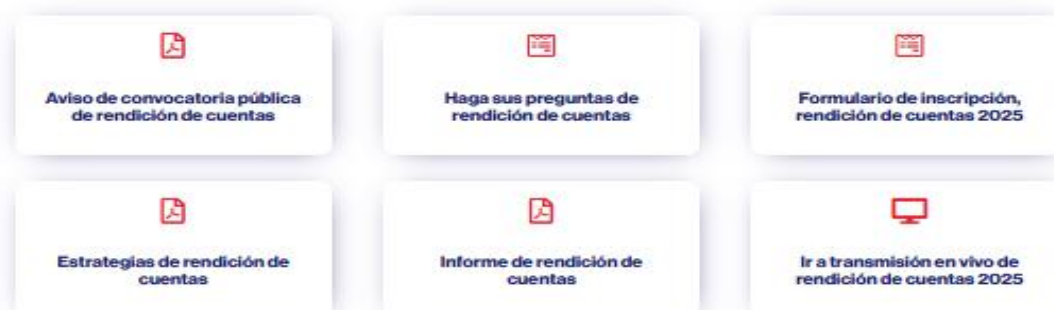 Aviso de convocatoria pública
de rendición de cuentas
Haga sus preguntas de
rendición de cuentas
Formulario de inscripción,
rendición de cuentas 2025
Estrategias de rendición de
cuentas
Informe de rendición de
cuentas
Ir a transmisión en vivo de
rendición de cuentas 2025